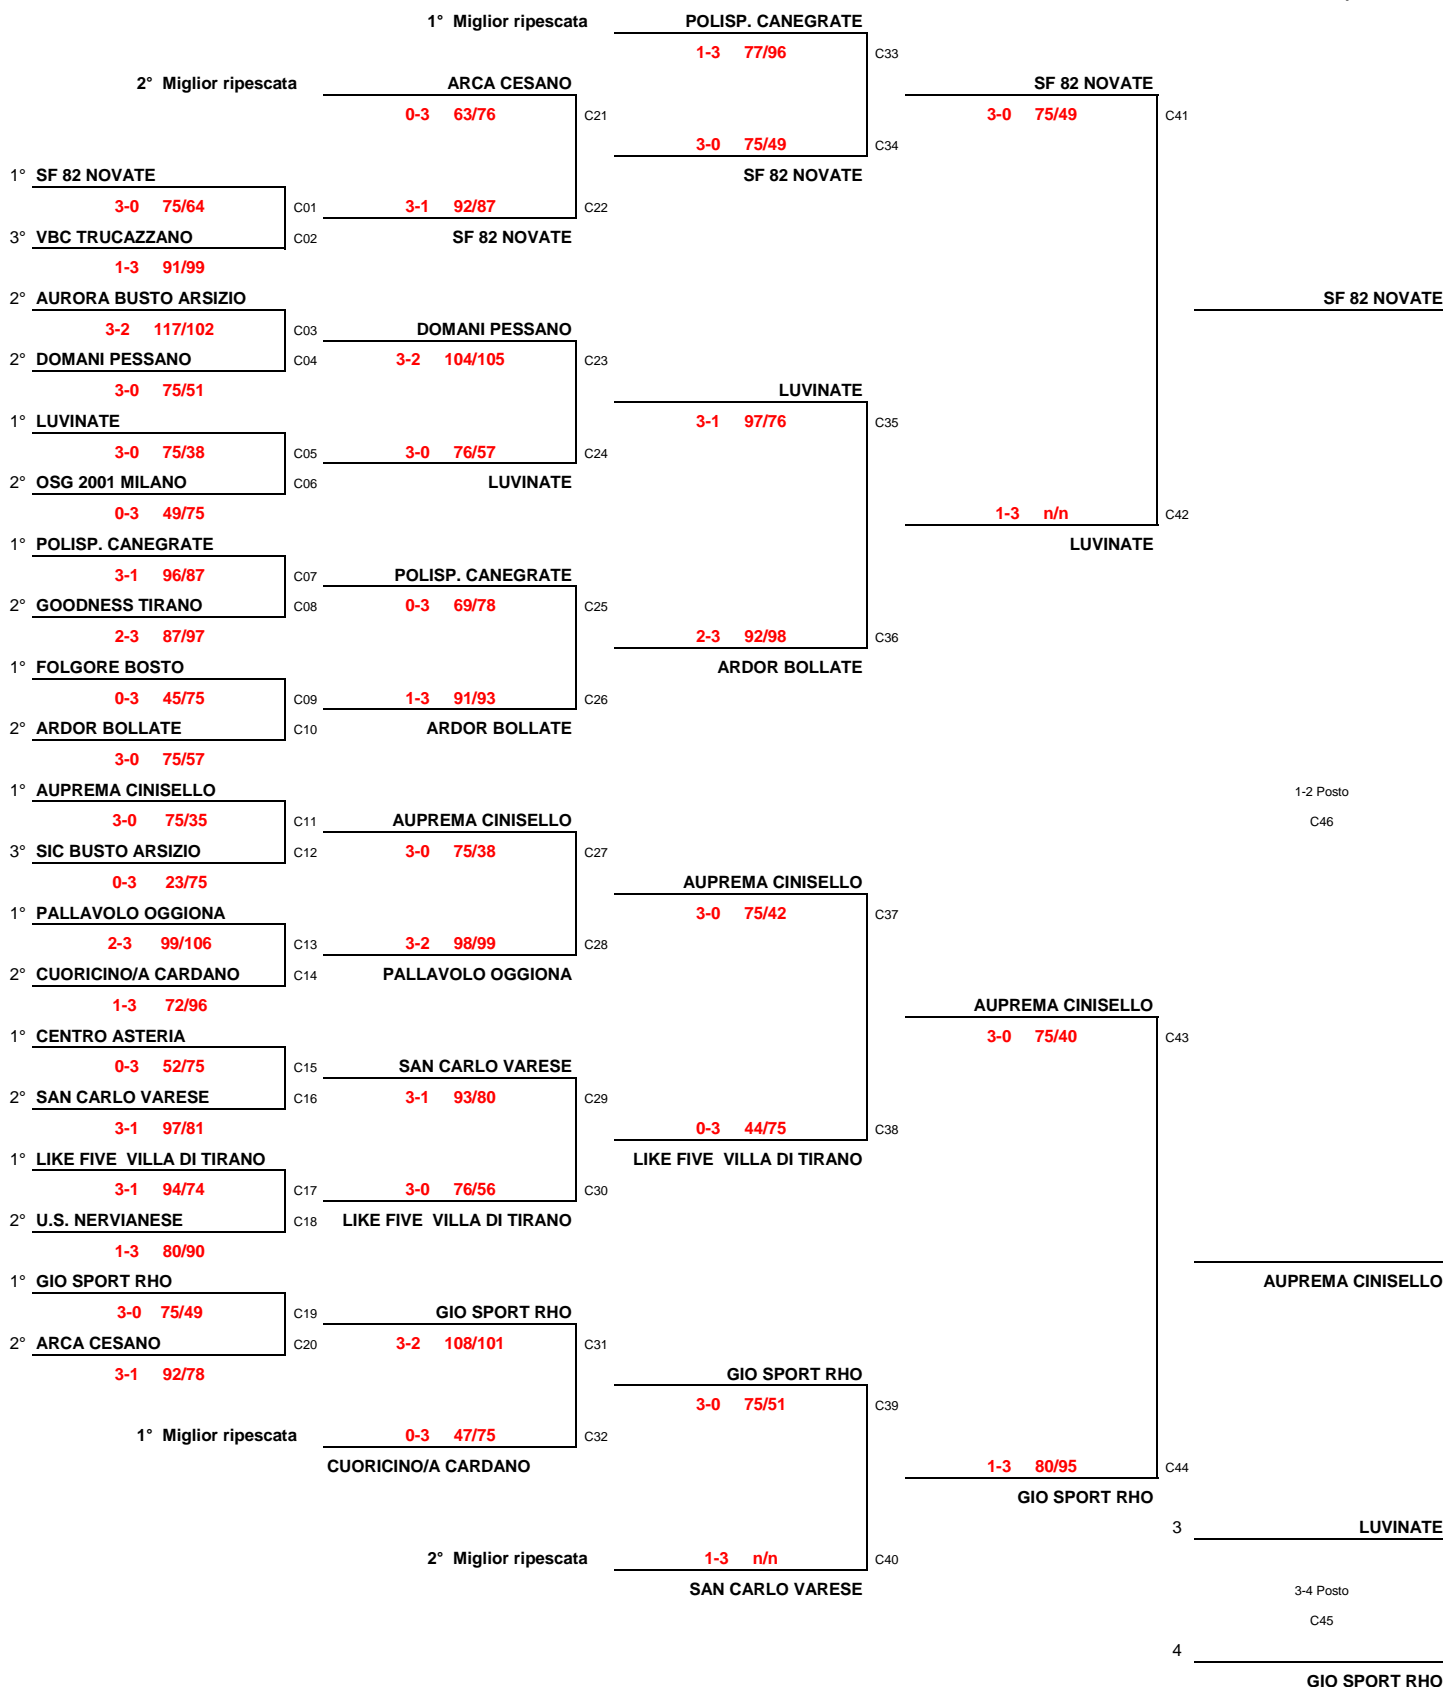 1° Miglior ripescata POLISP. CANEGRATE
1-3 77/96 C33
2° Miglior ripescata ARCA CESANO SF 82 NOVATE
0-3 63/76 C21 3-0 75/49 C41
3-0 75/49 C34
1° SF 82 NOVATE SF 82 NOVATE
3-0 75/64 C01 3-1 92/87 C22
3° VBC TRUCAZZANO C02 SF 82 NOVATE
1-3 91/99
2° AURORA BUSTO ARSIZIO SF 82 NOVATE
3-2 117/102 C03 DOMANI PESSANO
2° DOMANI PESSANO C04 3-2 104/105 C23
3-0 75/51 LUVINATE
1° LUVINATE 3-1 97/76 C35
3-0 75/38 C05 3-0 76/57 C24
2° OSG 2001 MILANO C06 LUVINATE
0-3 49/75 1-3 n/n C42
1° POLISP. CANEGRATE LUVINATE
3-1 96/87 C07 POLISP. CANEGRATE
2° GOODNESS TIRANO C08 0-3 69/78 C25
2-3 87/97 2-3 92/98 C36
1° FOLGORE BOSTO ARDOR BOLLATE
0-3 45/75 C09 1-3 91/93 C26
2° ARDOR BOLLATE C10 ARDOR BOLLATE
3-0 75/57
1° AUPREMA CINISELLO 1-2 Posto
3-0 75/35 C11 AUPREMA CINISELLO C46
3° SIC BUSTO ARSIZIO C12 3-0 75/38 C27
0-3 23/75 AUPREMA CINISELLO
1° PALLAVOLO OGGIONA 3-0 75/42 C37
2-3 99/106 C13 3-2 98/99 C28
2° CUORICINO/A CARDANO C14 PALLAVOLO OGGIONA
1-3 72/96 AUPREMA CINISELLO
1° CENTRO ASTERIA 3-0 75/40 C43
0-3 52/75 C15 SAN CARLO VARESE
2° SAN CARLO VARESE C16 3-1 93/80 C29
3-1 97/81 0-3 44/75 C38
1° LIKE FIVE VILLA DI TIRANO LIKE FIVE VILLA DI TIRANO
3-1 94/74 C17 3-0 76/56 C30
2° U.S. NERVIANESE C18 LIKE FIVE VILLA DI TIRANO
1-3 80/90
1° GIO SPORT RHO AUPREMA CINISELLO
3-0 75/49 C19 GIO SPORT RHO
2° ARCA CESANO C20 3-2 108/101 C31
3-1 92/78 GIO SPORT RHO
3-0 75/51 C39
1° Miglior ripescata 0-3 47/75 C32
CUORICINO/A CARDANO 1-3 80/95 C44
GIO SPORT RHO
3 LUVINATE
2° Miglior ripescata 1-3 n/n C40
SAN CARLO VARESE 3-4 Posto
C45
4
GIO SPORT RHO